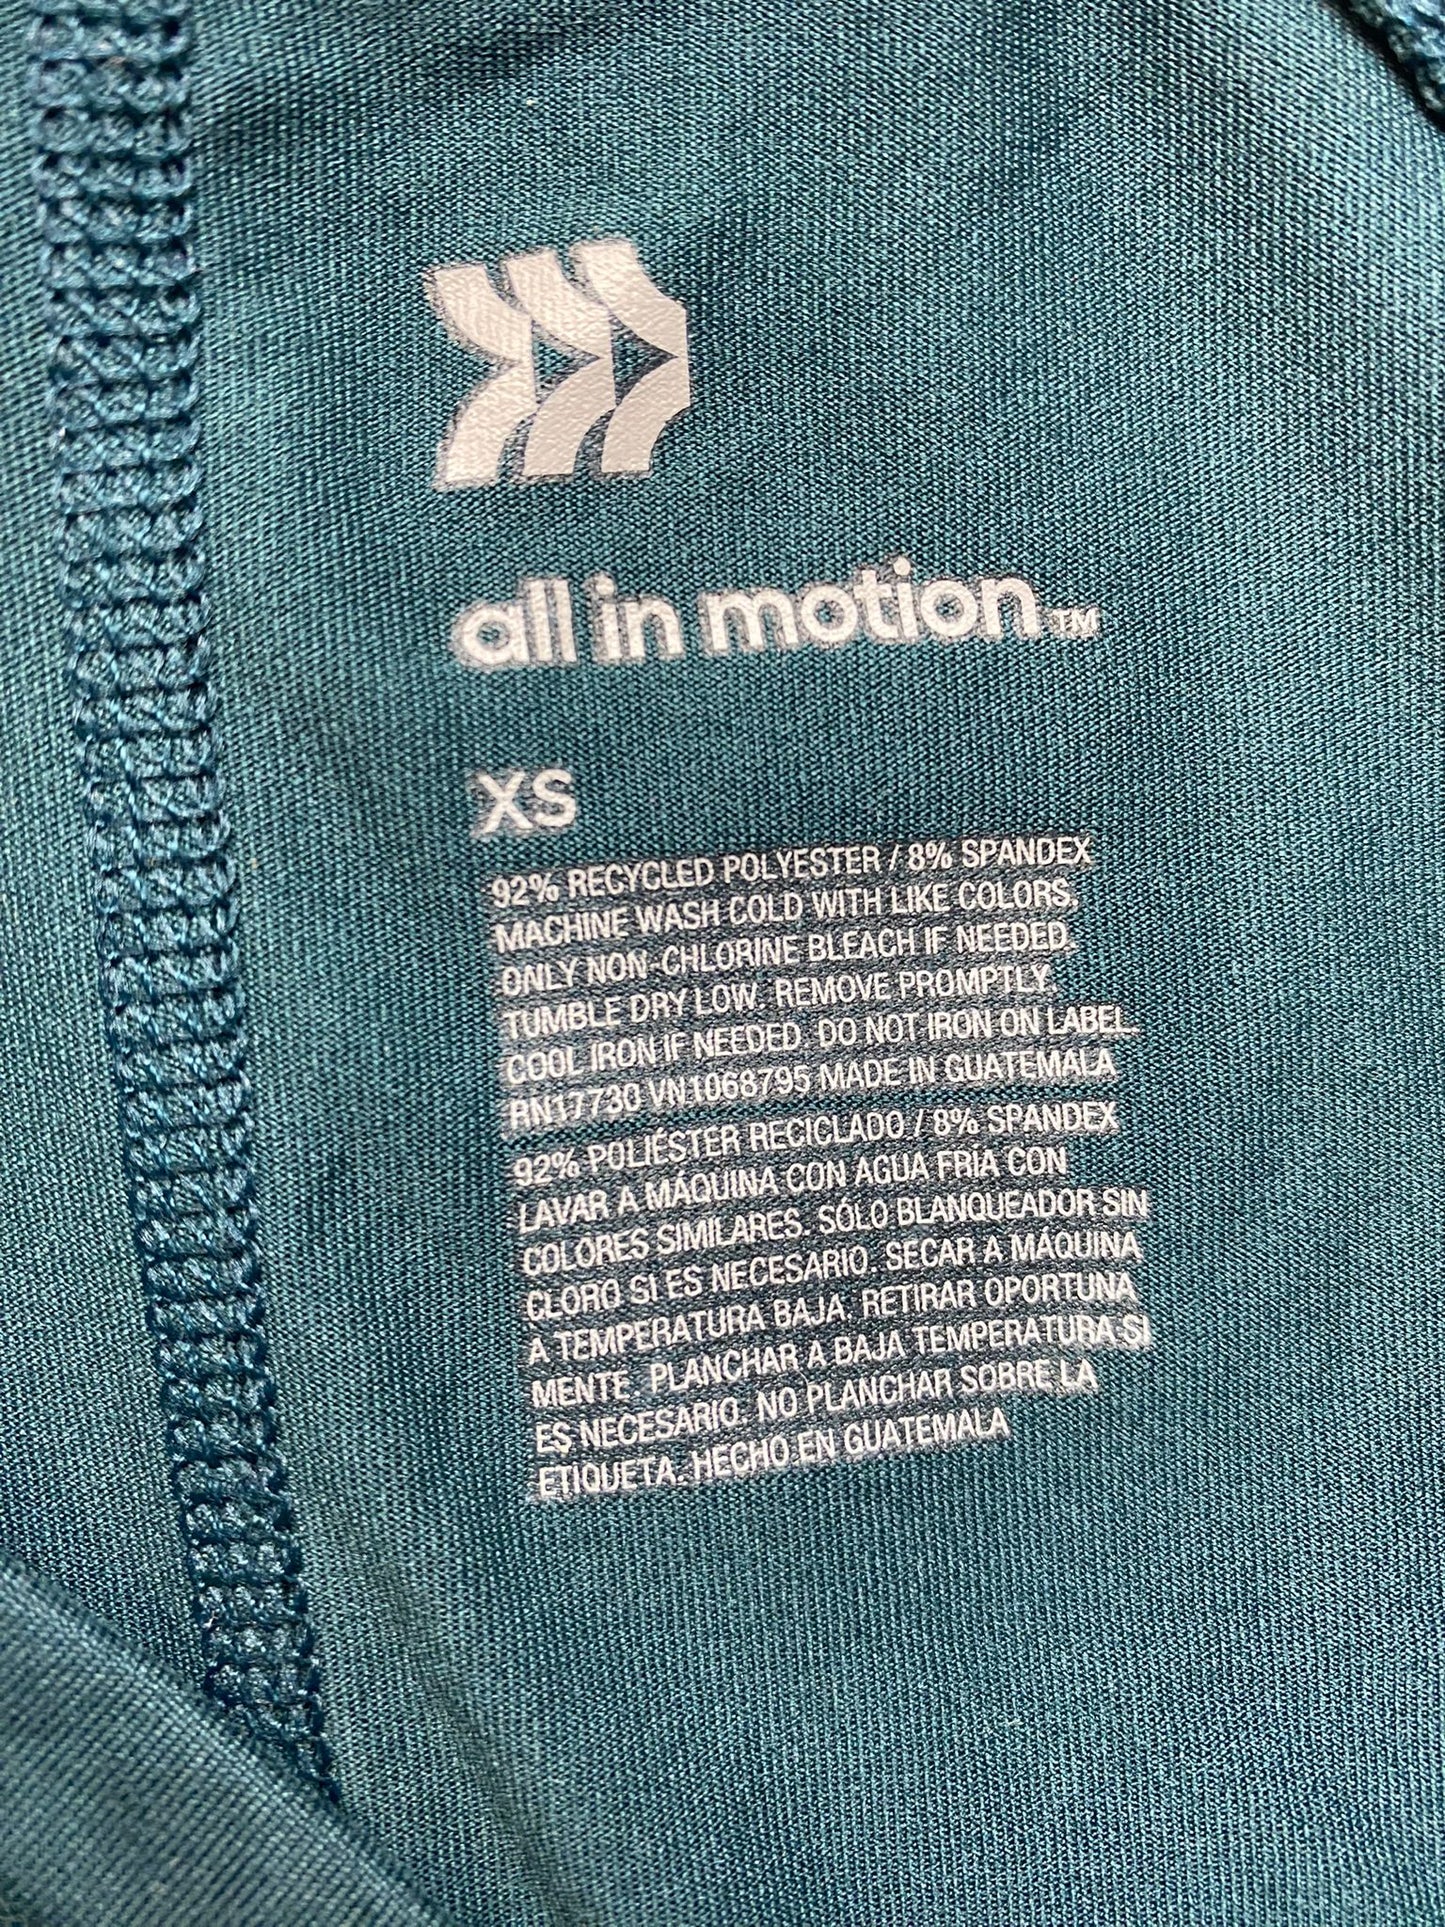 all in motion™
XS
92% RECYCLED POLYESTER / 8% SPANDEX
MACHINE WASH COLD WITH LIKE COLORS.
ONLY NON-CHLORINE BLEACH IF NEEDED.
TUMBLE DRY LOW. REMOVE PROMPTLY.
COOL IRON IF NEEDED. DO NOT IRON ON LABEL.
RN17730 VN1068795 MADE IN GUATEMALA
92% POLIÉSTER RECICLADO / 8% SPANDEX
LAVAR A MÁQUINA CON AGUA FRÍA CON
COLORES SIMILARES. SÓLO BLANQUEADOR SIN
CLORO SI ES NECESARIO. SECAR A MÁQUINA
A TEMPERATURA BAJA. RETIRAR OPORTUNA
MENTE. PLANCHAR A BAJA TEMPERATURA SI
ES NECESARIO. NO PLANCHAR SOBRE LA
ETIQUETA. HECHO EN GUATEMALA